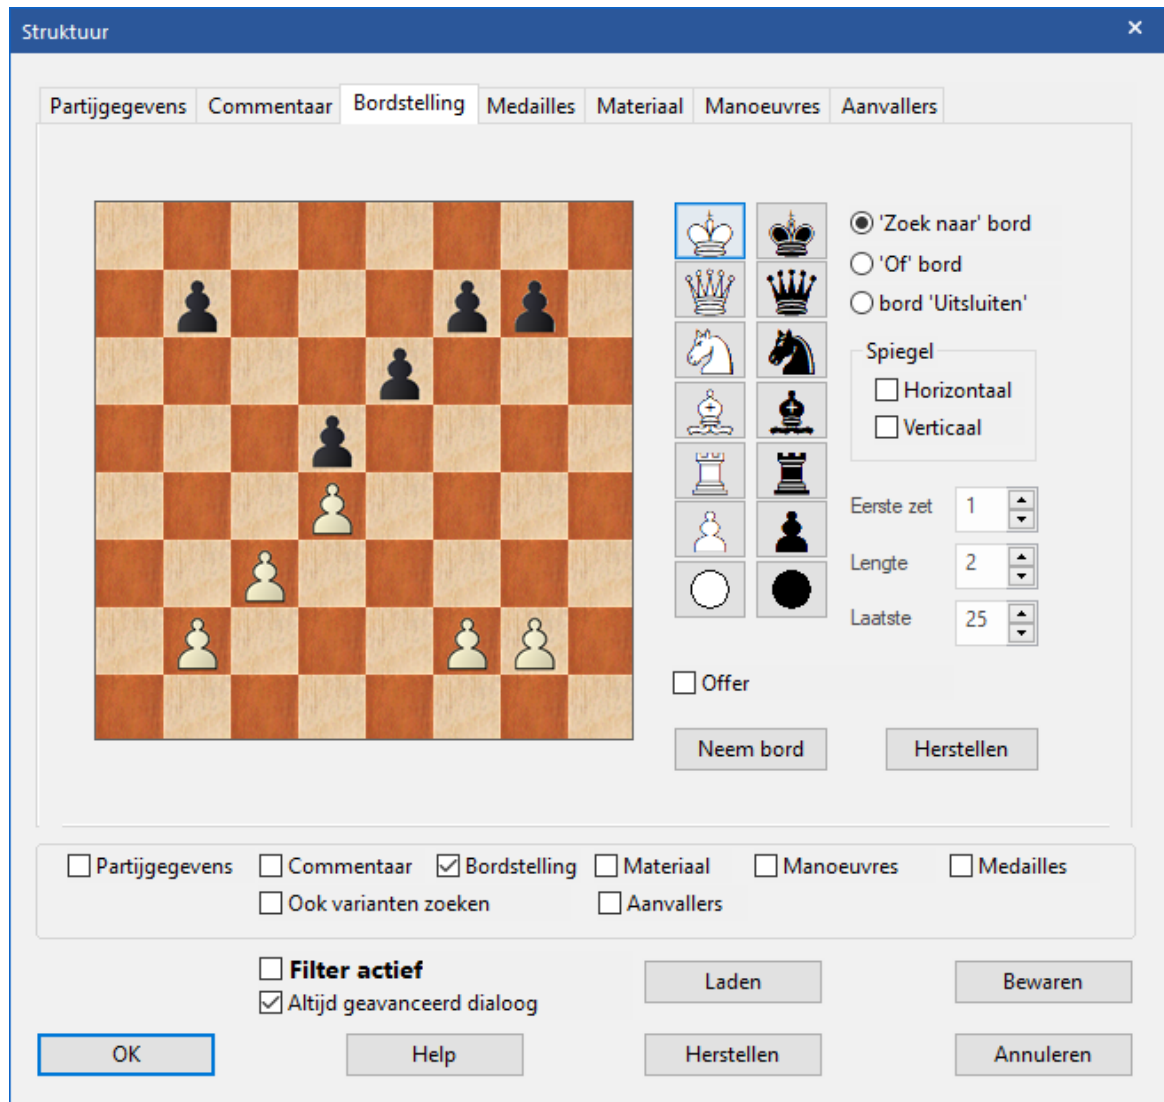 Struktuur
Partijgegevens Commentaar Bordstelling Medailles Materiaal Manoeuvres Aanvallers
'Zoek naar' bord
'Of' bord
bord 'Uitsluiten'
Spiegel
Horizontaal
Verticaal
Eerste zet 1
Lengte 2
Laatste 25
Offer
Neem bord Herstellen
Partijgegevens Commentaar Bordstelling Materiaal Manoeuvres Medailles
Ook varianten zoeken Aanvallers
Filter actief
Altijd geavanceerd dialoog
Laden Bewaren
OK Help Herstellen Annuleren